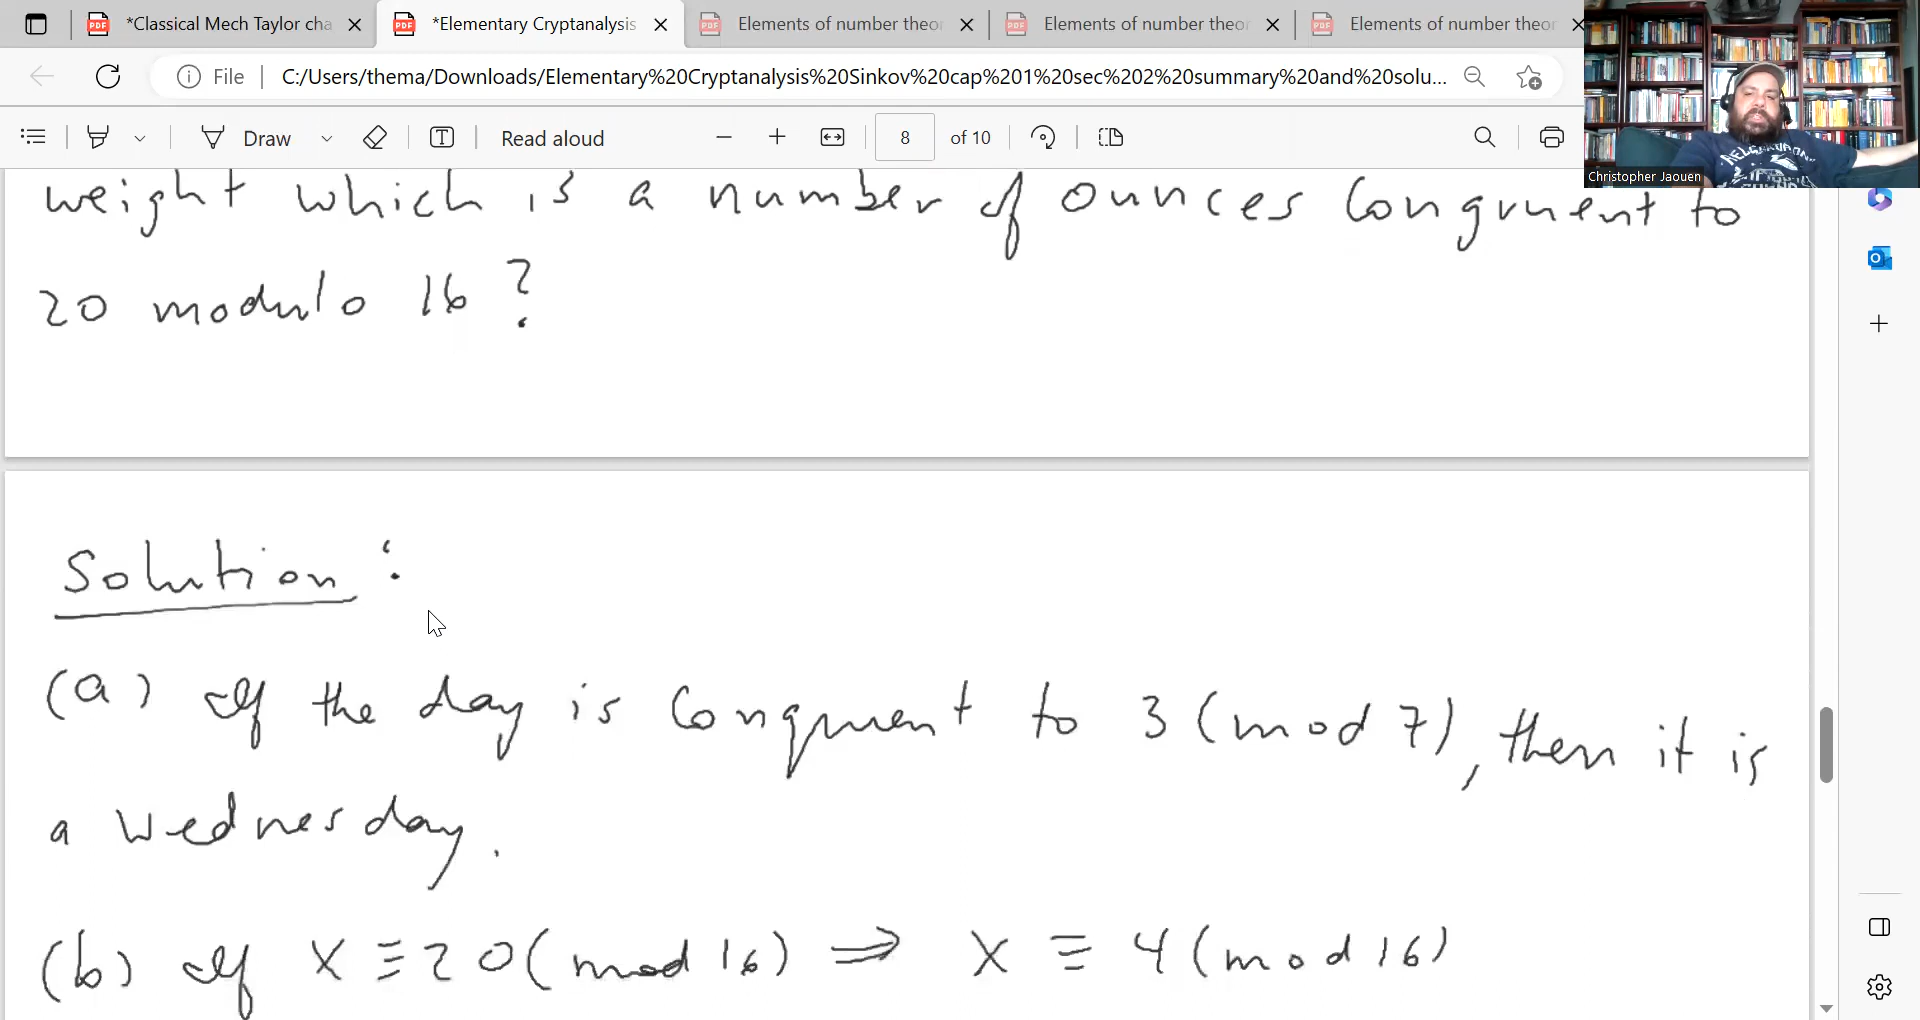 *Classical Mech Taylor cha
*Elementary Cryptanalysis
Elements of number theor
Elements of number theor
Elements of number theor
File
C:/Users/thema/Downloads/Elementary%20Cryptanalysis%20Sinkov%20cap%201%20sec%202%20summary%20and%20solu...
Draw
Read aloud
8 of 10
Christopher Jaouen
weight which is a number of ounces congruent to
20 modulo 16?
Solution:
(a) If the day is congruent to 3 (mod 7), then it is
a Wednesday.
(b) If x ≡ 20 (mod 16) ⇒ x ≡ 4 (mod 16)